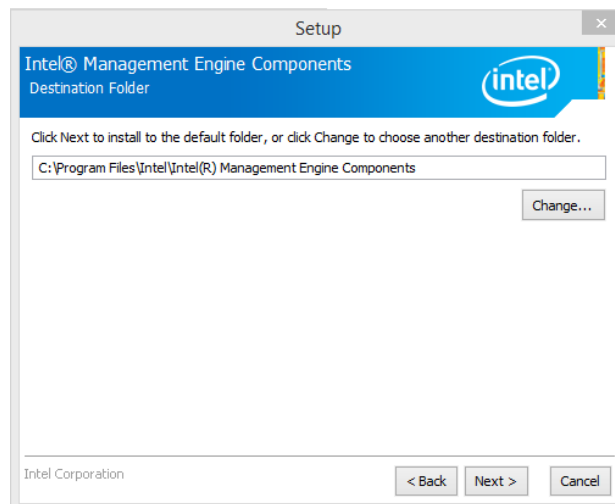 Setup
Intel® Management Engine Components
Destination Folder
intel
Click Next to install to the default folder, or click Change to choose another destination folder.
C:\Program Files\Intel\Intel(R) Management Engine Components
Change...
Intel Corporation
< Back
Next >
Cancel